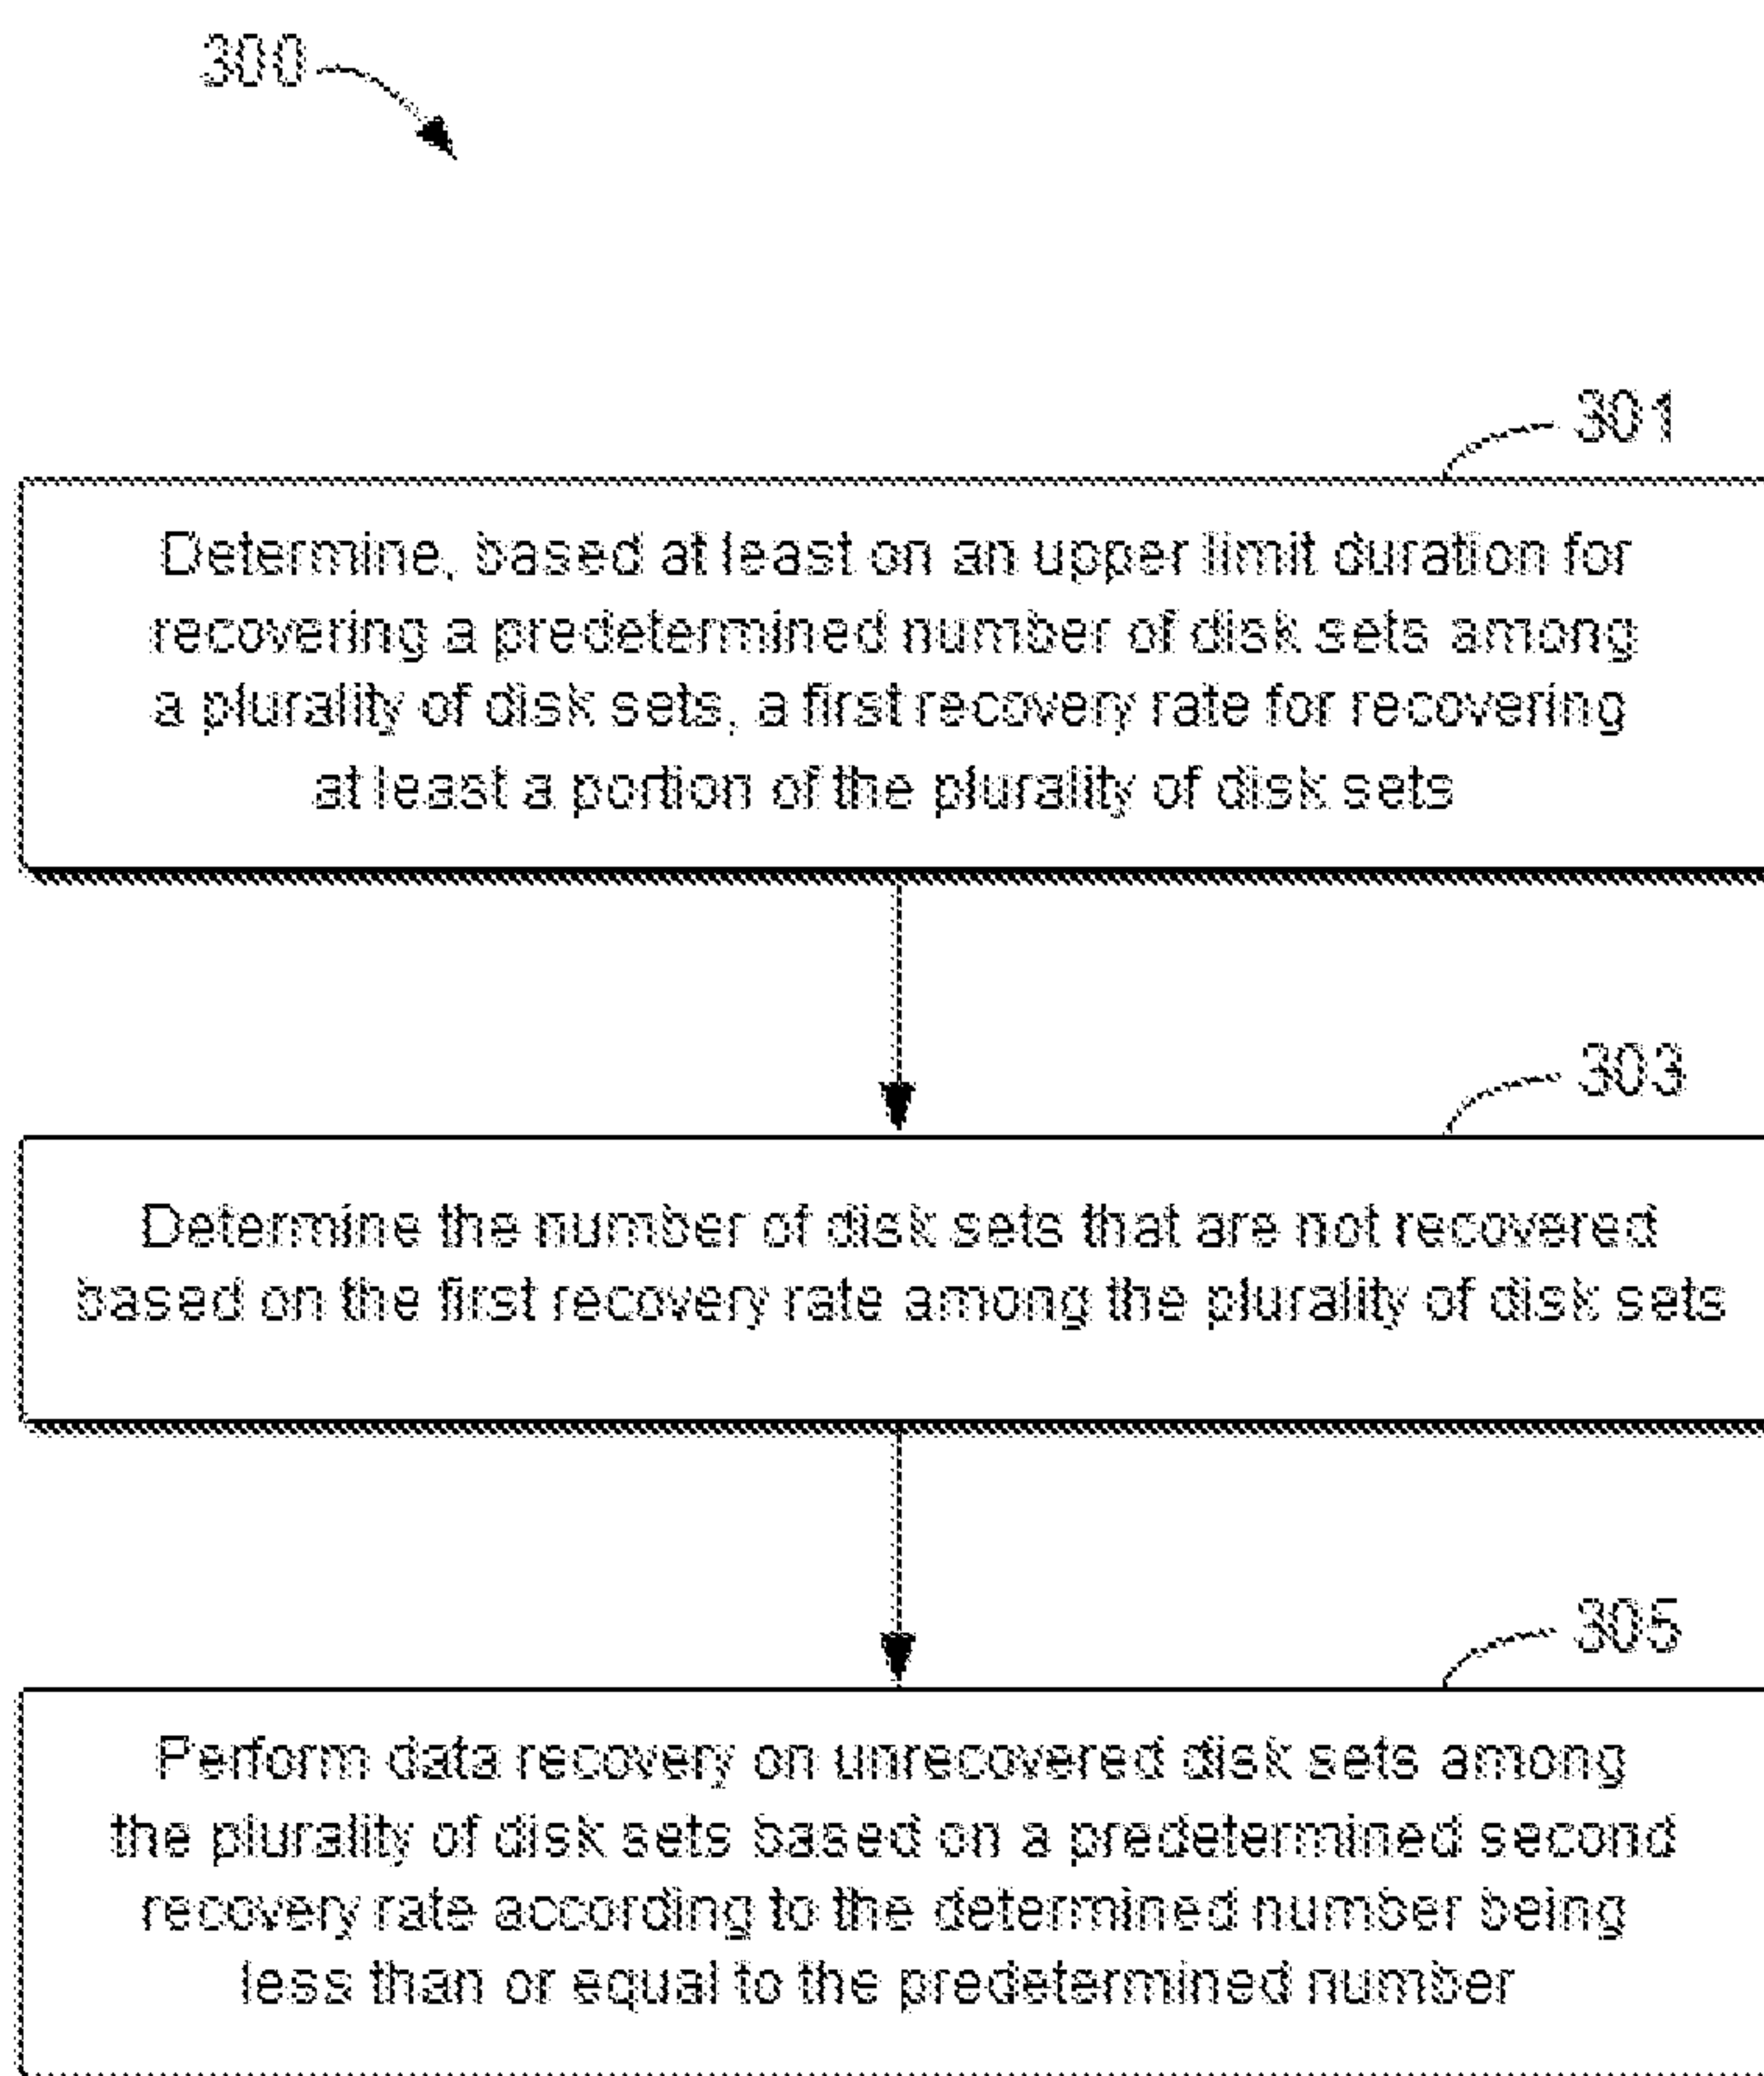 300
301
Determine, based at least on an upper limit duration for
recovering a predetermined number of disk sets among
a plurality of disk sets, a first recovery rate for recovering
at least a portion of the plurality of disk sets
303
Determine the number of disk sets that are not recovered
based on the first recovery rate among the plurality of disk sets
305
Perform data recovery on unrecovered disk sets among
the plurality of disk sets based on a predetermined second
recovery rate according to the determined number being
less than or equal to the predetermined number